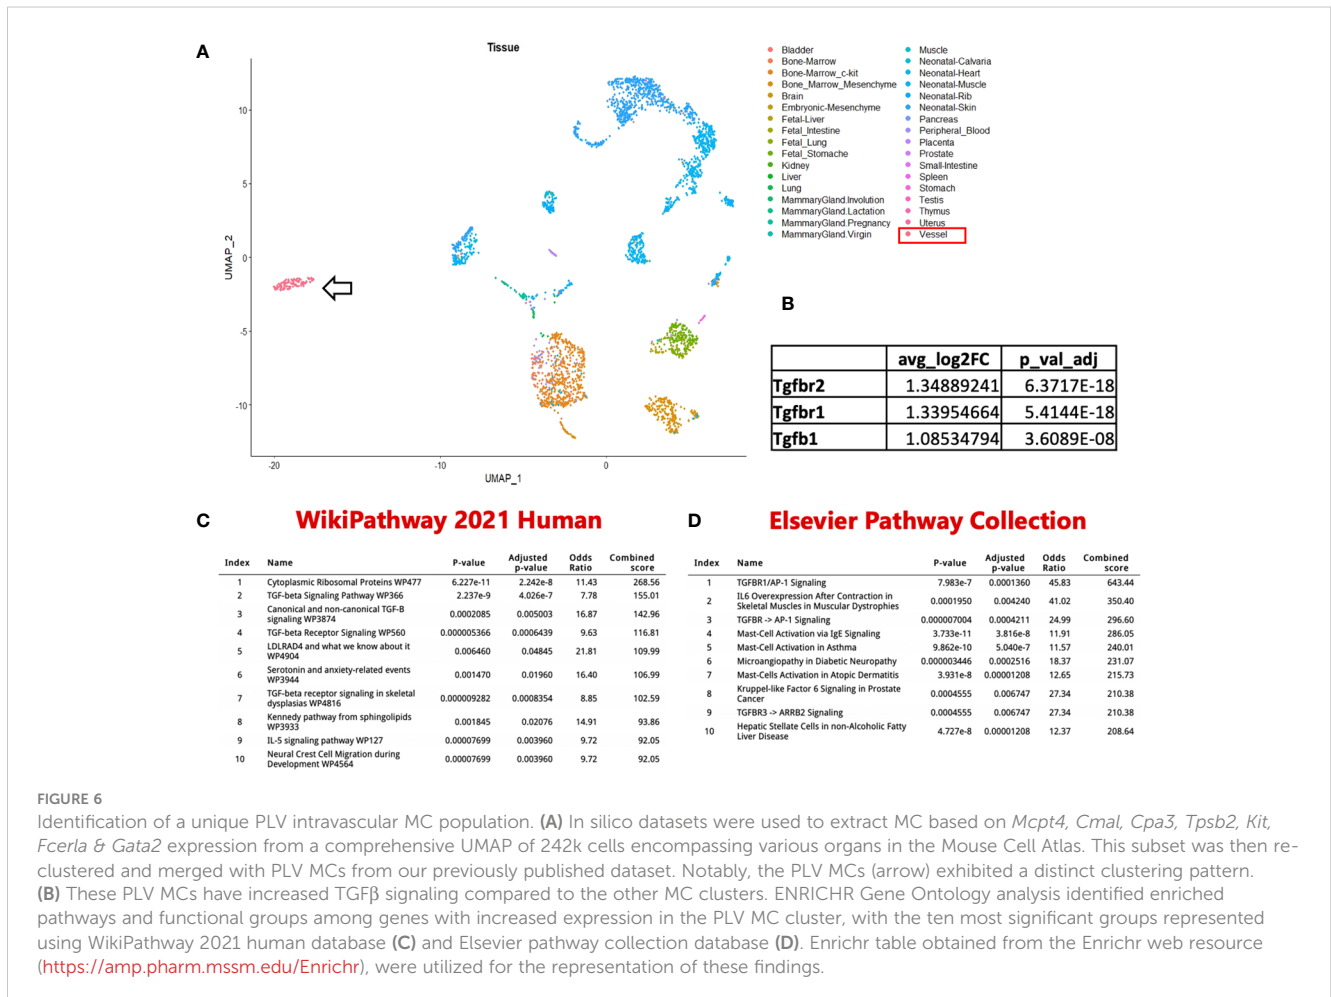 A
Tissue
Bladder
Bone-Marrow
Bone-Marrow_c-kit
Bone_Marrow_Mesenchyme
Brain
Embryonic-Mesenchyme
Fetal-Liver
Fetal_Intestine
Fetal_Lung
Fetal_Stomache
Kidney
Liver
Lung
MammaryGland.Involution
MammaryGland.Lactation
MammaryGland.Pregnancy
MammaryGland.Virgin
Muscle
Neonatal-Calvaria
Neonatal-Heart
Neonatal-Muscle
Neonatal-Rib
Neonatal-Skin
Pancreas
Peripheral_Blood
Placenta
Prostate
Small-Intestine
Spleen
Stomach
Testis
Thymus
Uterus
Vessel
10
5
0
-5
-10
UMAP_2
-20 -10 0
UMAP_1
B
avg_log2FC p_val_adj
Tgfbr2 1.34889241 6.3717E-18
Tgfbr1 1.33954664 5.4144E-18
Tgfb1 1.08534794 3.6089E-08
C WikiPathway 2021 Human
Index Name P-value Adjusted p-value Odds Ratio Combined score
1 Cytoplasmic Ribosomal Proteins WP477 6.227e-11 2.242e-8 11.43 268.56
2 TGF-beta Signaling Pathway WP366 2.237e-9 4.026e-7 7.78 155.01
3 Canonical and non-canonical TGF-B signaling WP3874 0.0002085 0.005003 16.87 142.96
4 TGF-beta Receptor Signaling WP560 0.000005366 0.0006439 9.63 116.81
5 LDLRAD4 and what we know about it WP4904 0.006460 0.04845 21.81 109.99
6 Serotonin and anxiety-related events WP3944 0.001470 0.01960 16.40 106.99
7 TGF-beta receptor signaling in skeletal dysplasias WP4816 0.000009282 0.0008354 8.85 102.59
8 Kennedy pathway from sphingolipids WP3933 0.001845 0.02076 14.91 93.86
9 IL-5 signaling pathway WP127 0.00007699 0.003960 9.72 92.05
10 Neural Crest Cell Migration during Development WP4564 0.00007699 0.003960 9.72 92.05
D Elsevier Pathway Collection
Index Name P-value Adjusted p-value Odds Ratio Combined score
1 TGFBR1/AP-1 Signaling 7.983e-7 0.0001360 45.83 643.44
2 IL6 Overexpression After Contraction in Skeletal Muscles in Muscular Dystrophies 0.0001950 0.004240 41.02 350.40
3 TGFBR -> AP-1 Signaling 0.000007004 0.0004211 24.99 296.60
4 Mast-Cell Activation via IgE Signaling 3.733e-11 3.816e-8 11.91 286.05
5 Mast-Cell Activation in Asthma 9.862e-10 5.040e-7 11.57 240.01
6 Microangiopathy in Diabetic Neuropathy 0.000003446 0.0002516 18.37 231.07
7 Mast-Cells Activation in Atopic Dermatitis 3.931e-8 0.00001208 12.65 215.73
8 Kruppel-like Factor 6 Signaling in Prostate Cancer 0.0004555 0.006747 27.34 210.38
9 TGFBR3 -> ARRB2 Signaling 0.0004555 0.006747 27.34 210.38
10 Hepatic Stellate Cells in non-Alcoholic Fatty Liver Disease 4.727e-8 0.00001208 12.37 208.64
FIGURE 6
Identification of a unique PLV intravascular MC population. (A) In silico datasets were used to extract MC based on Mcpt4, Cmal, Cpa3, Tpsb2, Kit,
Fcerla & Gata2 expression from a comprehensive UMAP of 242k cells encompassing various organs in the Mouse Cell Atlas. This subset was then re-
clustered and merged with PLV MCs from our previously published dataset. Notably, the PLV MCs (arrow) exhibited a distinct clustering pattern.
(B) These PLV MCs have increased TGFβ signaling compared to the other MC clusters. ENRICHR Gene Ontology analysis identified enriched
pathways and functional groups among genes with increased expression in the PLV MC cluster, with the ten most significant groups represented
using WikiPathway 2021 human database (C) and Elsevier pathway collection database (D). Enrichr table obtained from the Enrichr web resource
(https://amp.pharm.mssm.edu/Enrichr), were utilized for the representation of these findings.